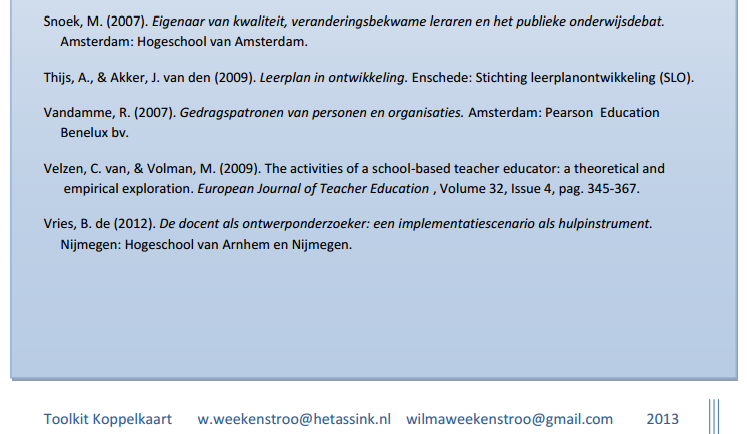 Snoek, M. (2007). Eigenaar van kwaliteit, veranderingsbekwame leraren en het publieke onderwijsdebat.
Amsterdam: Hogeschool van Amsterdam.
Thijs, A., & Akker, J. van den (2009). Leerplan in ontwikkeling. Enschede: Stichting leerplanontwikkeling (SLO).
Vandamme, R. (2007). Gedragspatronen van personen en organisaties. Amsterdam: Pearson Education
Benelux bv.
Velzen, C. van, & Volman, M. (2009). The activities of a school-based teacher educator: a theoretical and
empirical exploration. European Journal of Teacher Education , Volume 32, Issue 4, pag. 345-367.
Vries, B. de (2012). De docent als ontwerponderzoeker: een implementatiescenario als hulpinstrument.
Nijmegen: Hogeschool van Arnhem en Nijmegen.
Toolkit Koppelkaart w.weekenstroo@hetassink.nl wilmaweekenstroo@gmail.com 2013